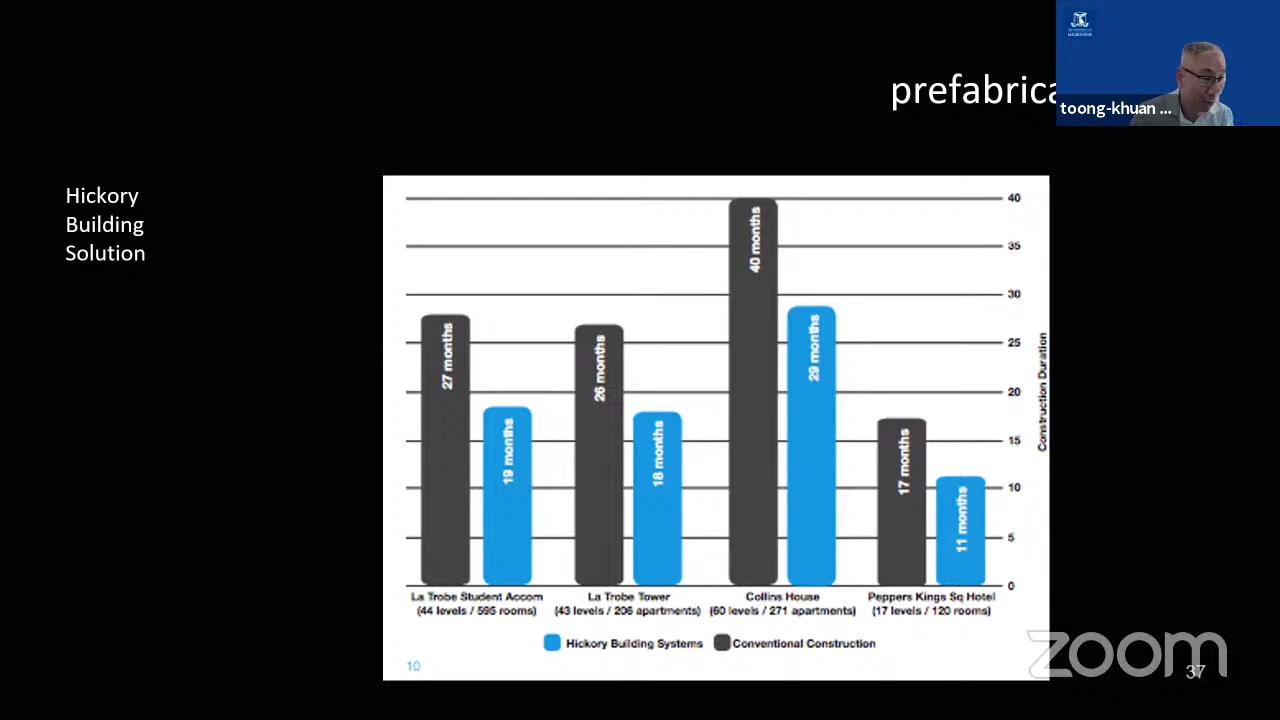 prefabrica
toong-khuan ...
Hickory
Building
Solution
40
35
30
25
20
15
10
5
0
Construction Duration
27 months
19 months
26 months
18 months
40 months
29 months
17 months
11 months
La Trobe Student Accom
(44 levels / 595 rooms)
La Trobe Tower
(43 levels / 206 apartments)
Collins House
(60 levels / 271 apartments)
Peppers Kings Sq Hotel
(17 levels / 120 rooms)
Hickory Building Systems
Conventional Construction
10
zoom
37